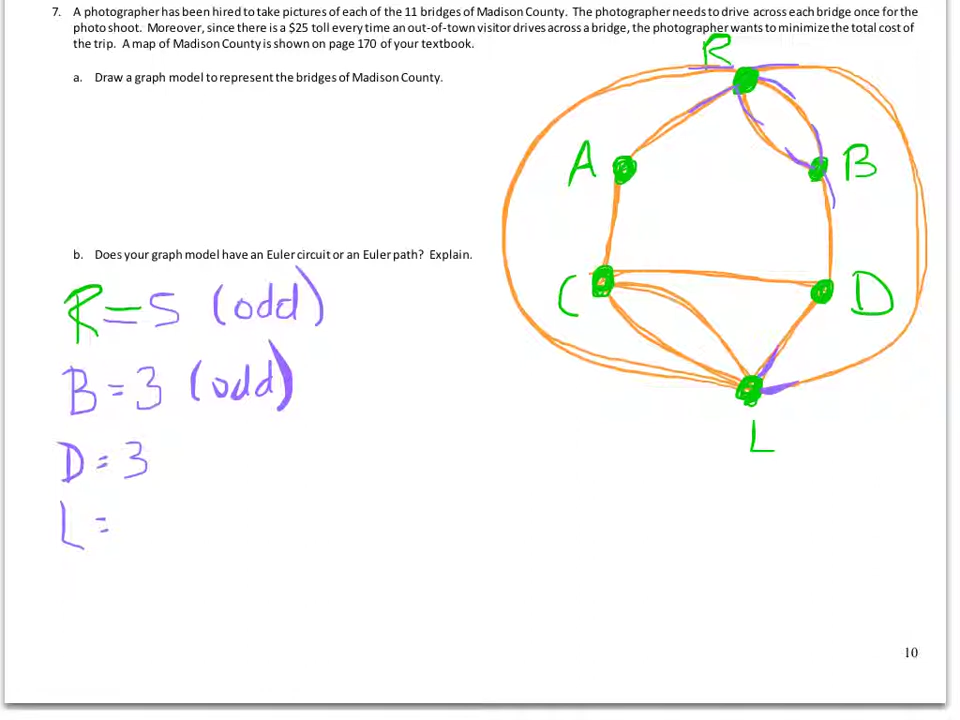 7. A photographer has been hired to take pictures of each of the 11 bridges of Madison County. The photographer needs to drive across each bridge once for the
photo shoot. Moreover, since there is a $25 toll every time an out-of-town visitor drives across a bridge, the photographer wants to minimize the total cost of
the trip. A map of Madison County is shown on page 170 of your textbook.
R
a. Draw a graph model to represent the bridges of Madison County.
A
B
b. Does your graph model have an Euler circuit or an Euler path? Explain.
C
D
R = 5 (odd)
B = 3 (odd)
L
D = 3
L =
10